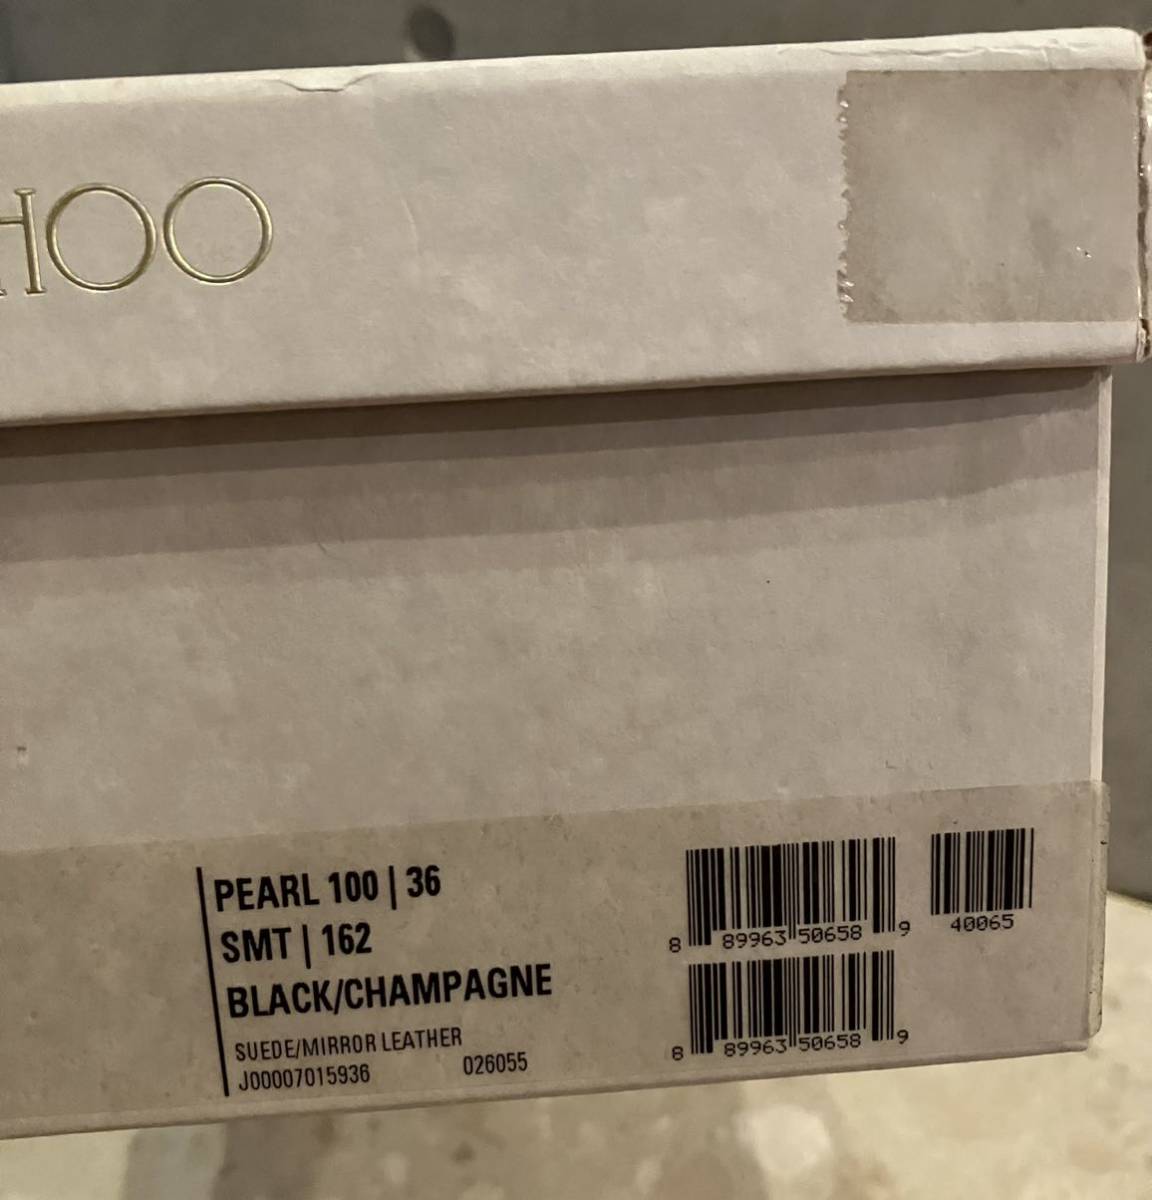 HOO
PEARL 100 | 36
SMT | 162
BLACK/CHAMPAGNE
SUEDE/MIRROR LEATHER
J00007015936 026055
8 89963 50658 9
40065
8 89963 50658 9